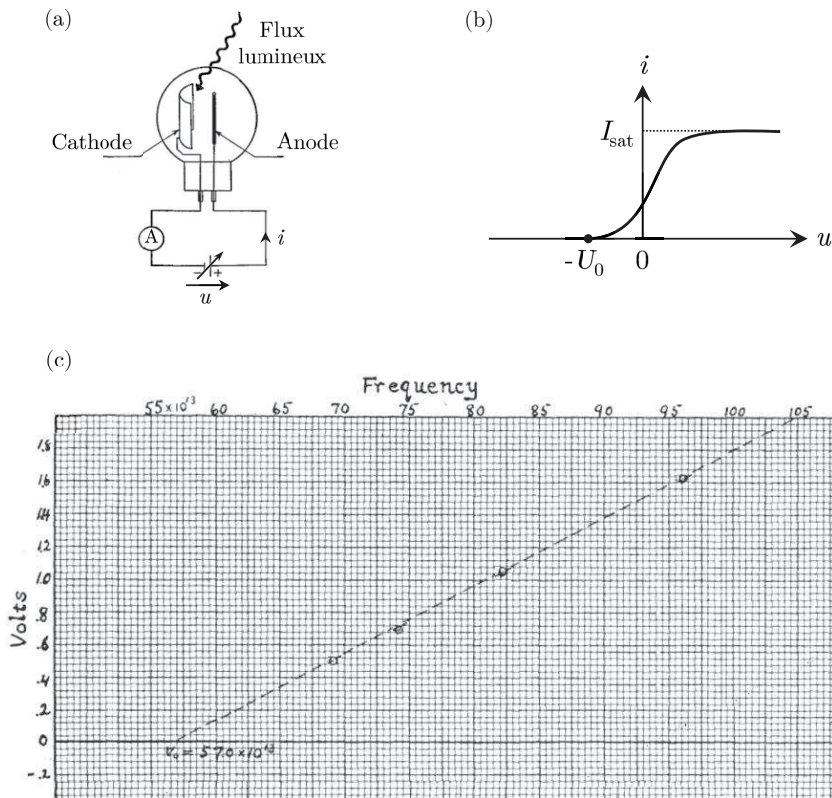 (a)
Flux
lumineux
Cathode
Anode
A
i
- +
u
(b)
i
I_sat
u
-U_0
0
(c)
Frequency
55×10^13 60 65 70 75 80 85 90 95 100 105
1.8
1.6
1.4
1.2
1.0
.8
.6
.4
.2
0
-.2
Volts
ν_0 = 57.0×10^13